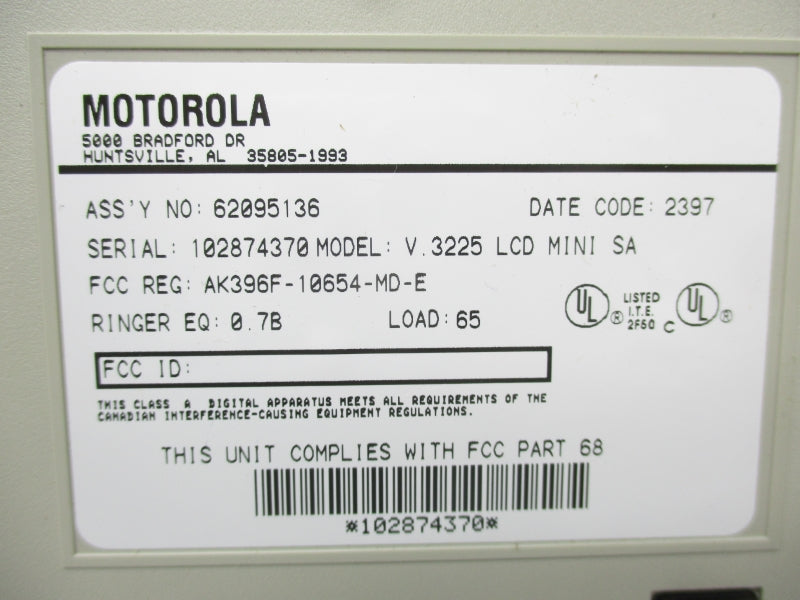 MOTOROLA
5000 BRADFORD DR
HUNTSVILLE, AL 35805-1993
ASS'Y NO: 62095136 DATE CODE: 2397
SERIAL: 102874370 MODEL: V.3225 LCD MINI SA
FCC REG: AK396F-10654-MD-E
RINGER EQ: 0.7B LOAD: 65
UL ® LISTED I.T.E. 2F50 C UL ®
FCC ID:
THIS CLASS A DIGITAL APPARATUS MEETS ALL REQUIREMENTS OF THE
CANADIAN INTERFERENCE-CAUSING EQUIPMENT REGULATIONS.
THIS UNIT COMPLIES WITH FCC PART 68
*102874370*